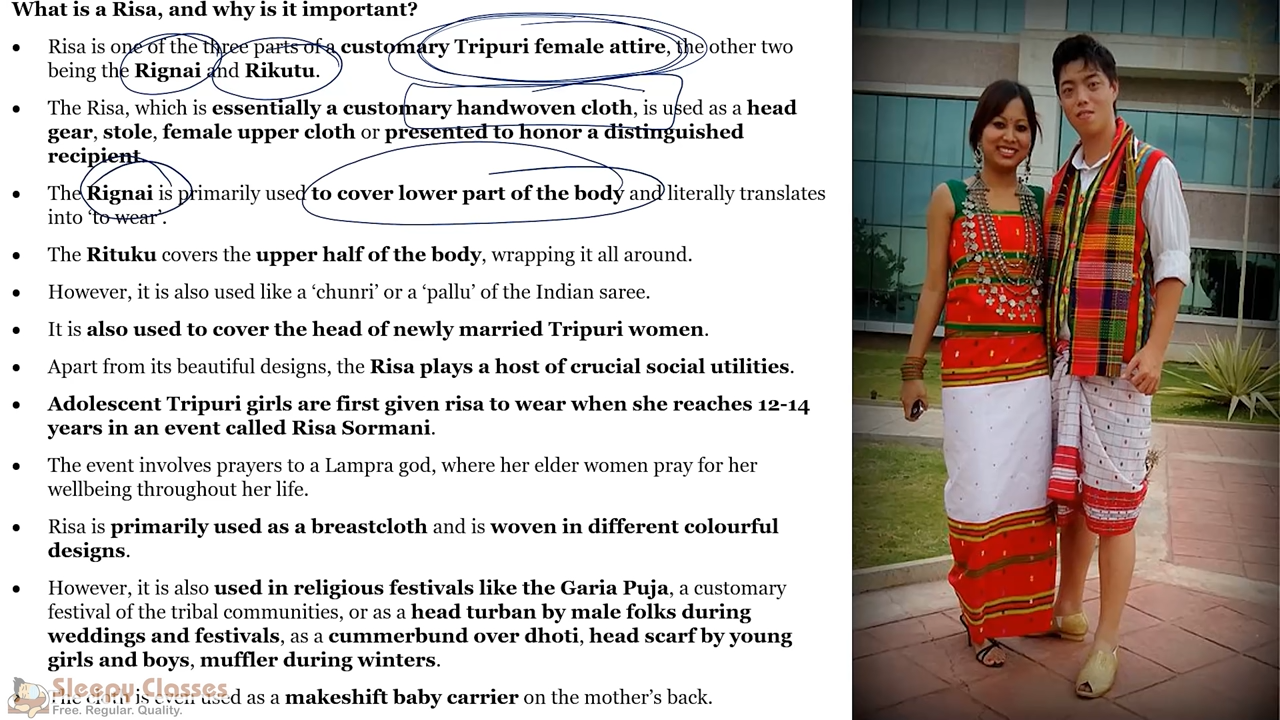 What is a Risa, and why is it important?
• Risa is one of the three parts of a customary Tripuri female attire, the other two
being the Rignai and Rikutu.
• The Risa, which is essentially a customary handwoven cloth, is used as a head
gear, stole, female upper cloth or presented to honor a distinguished
recipient.
• The Rignai is primarily used to cover lower part of the body and literally translates
into ‘to wear’.
• The Rituku covers the upper half of the body, wrapping it all around.
• However, it is also used like a ‘chunri’ or a ‘pallu’ of the Indian saree.
• It is also used to cover the head of newly married Tripuri women.
• Apart from its beautiful designs, the Risa plays a host of crucial social utilities.
• Adolescent Tripuri girls are first given risa to wear when she reaches 12-14
years in an event called Risa Sormani.
• The event involves prayers to a Lampra god, where her elder women pray for her
wellbeing throughout her life.
• Risa is primarily used as a breastcloth and is woven in different colourful
designs.
• However, it is also used in religious festivals like the Garia Puja, a customary
festival of the tribal communities, or as a head turban by male folks during
weddings and festivals, as a cummerbund over dhoti, head scarf by young
girls and boys, muffler during winters.
• The cloth is even used as a makeshift baby carrier on the mother’s back.
Sleepy Classes
Free. Regular. Quality.